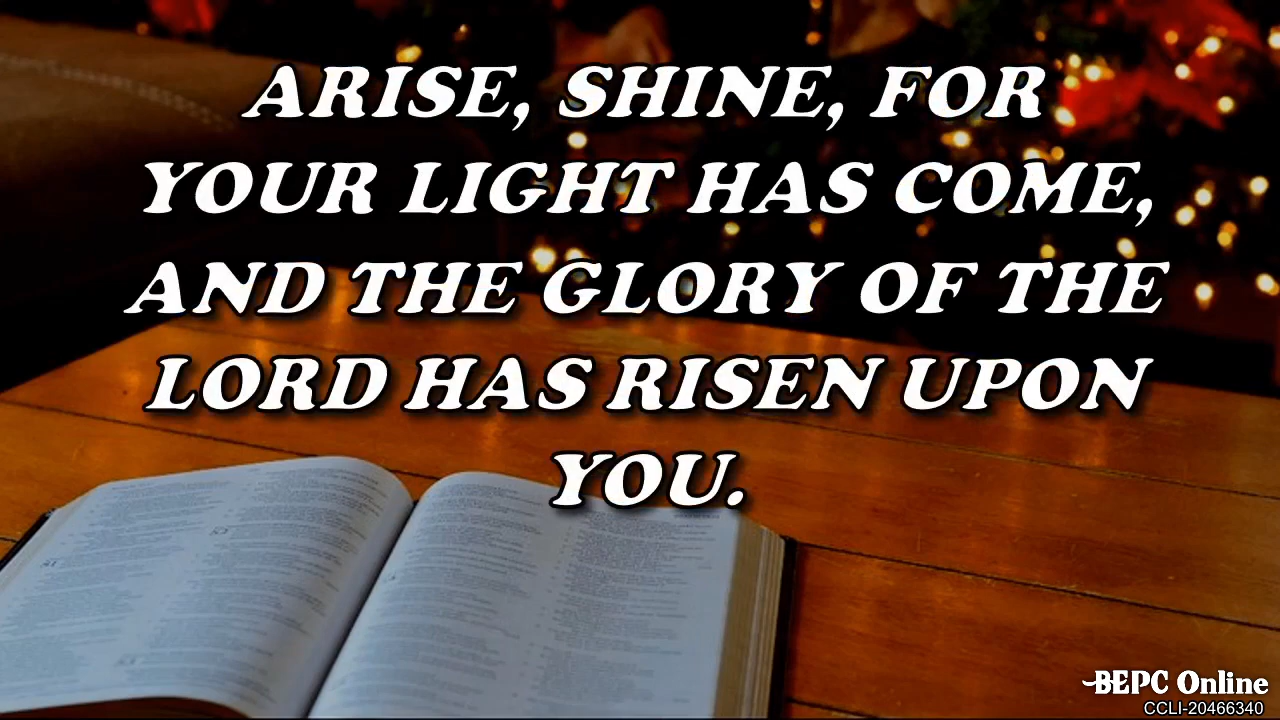 ARISE, SHINE, FOR
YOUR LIGHT HAS COME,
AND THE GLORY OF THE
LORD HAS RISEN UPON
YOU.
BEPC Online
CCLI-20466340